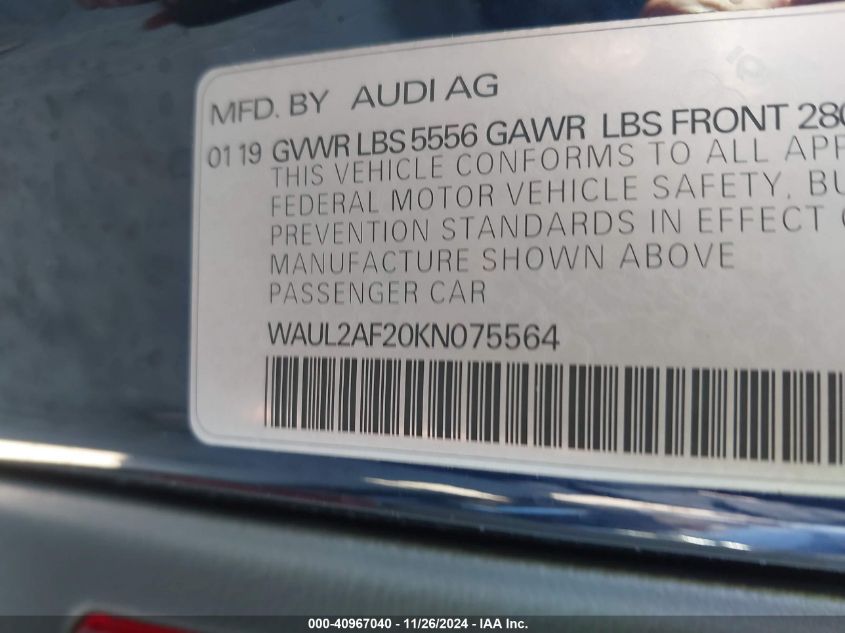 MFD. BY AUDI AG
01 19 GVWR LBS 5556 GAWR LBS FRONT
THIS VEHICLE CONFORMS TO ALL
FEDERAL MOTOR VEHICLE SAFETY,
PREVENTION STANDARDS IN EFFECT
MANUFACTURE SHOWN ABOVE
PASSENGER CAR
WAUL2AF20KN075564
000-40967040 - 11/26/2024 - IAA Inc.